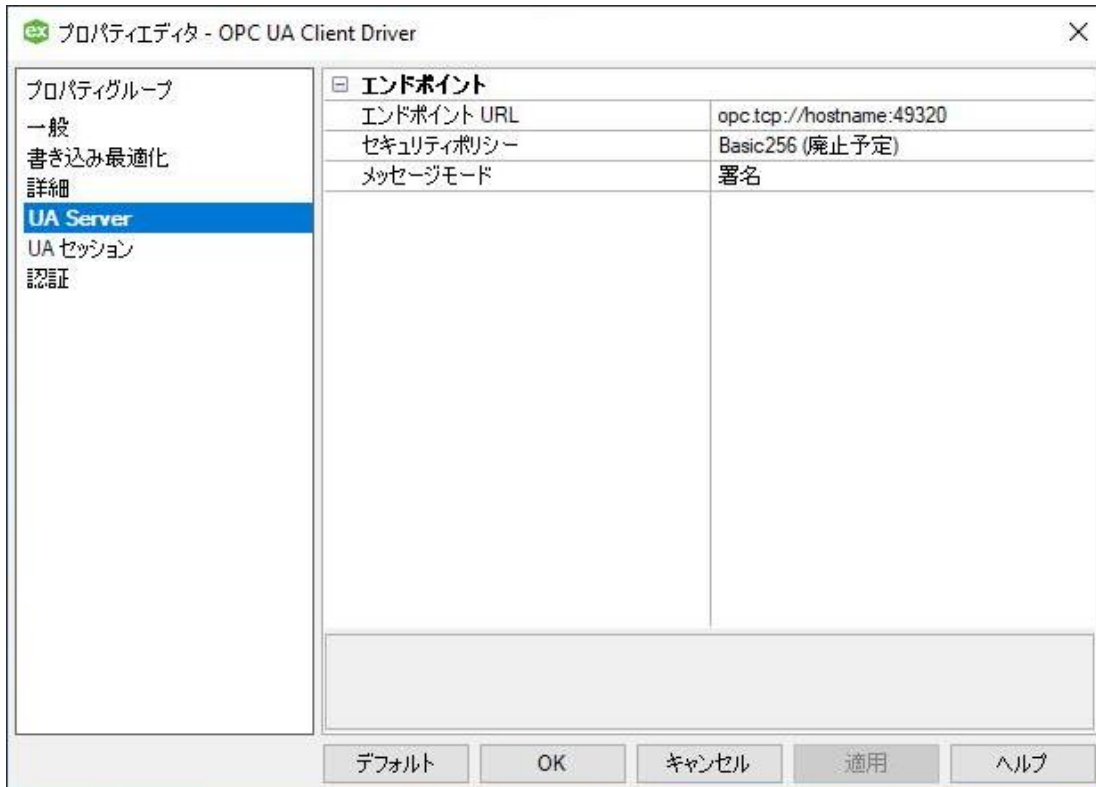 プロパティエディタ - OPC UA Client Driver
プロパティグループ
一般
書き込み最適化
詳細
UA Server
UA セッション
認証
エンドポイント
エンドポイント URL opc.tcp://hostname:49320
セキュリティポリシー Basic256 (廃止予定)
メッセージモード 署名
デフォルト OK キャンセル 適用 ヘルプ